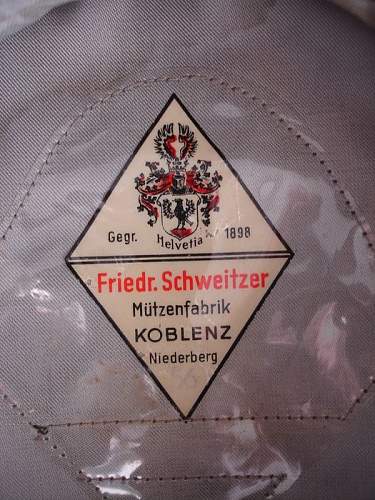 Gegr. Helvetia 1898
Friedr. Schweitzer
Mützenfabrik
KOBLENZ
Niederberg